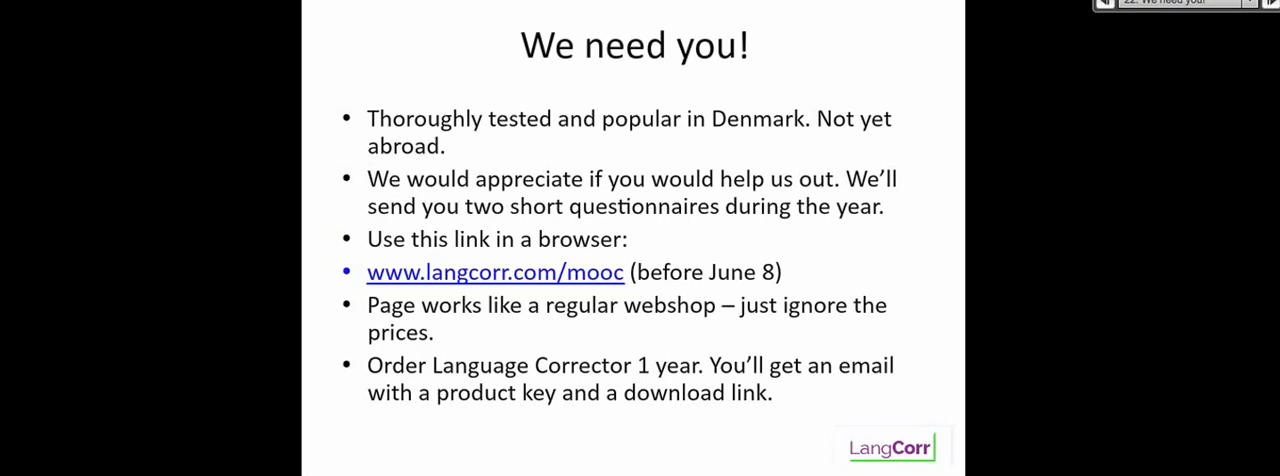 22. We need you!
We need you!
• Thoroughly tested and popular in Denmark. Not yet
abroad.
• We would appreciate if you would help us out. We’ll
send you two short questionnaires during the year.
• Use this link in a browser:
• www.langcorr.com/mooc (before June 8)
• Page works like a regular webshop – just ignore the
prices.
• Order Language Corrector 1 year. You’ll get an email
with a product key and a download link.
LangCorr